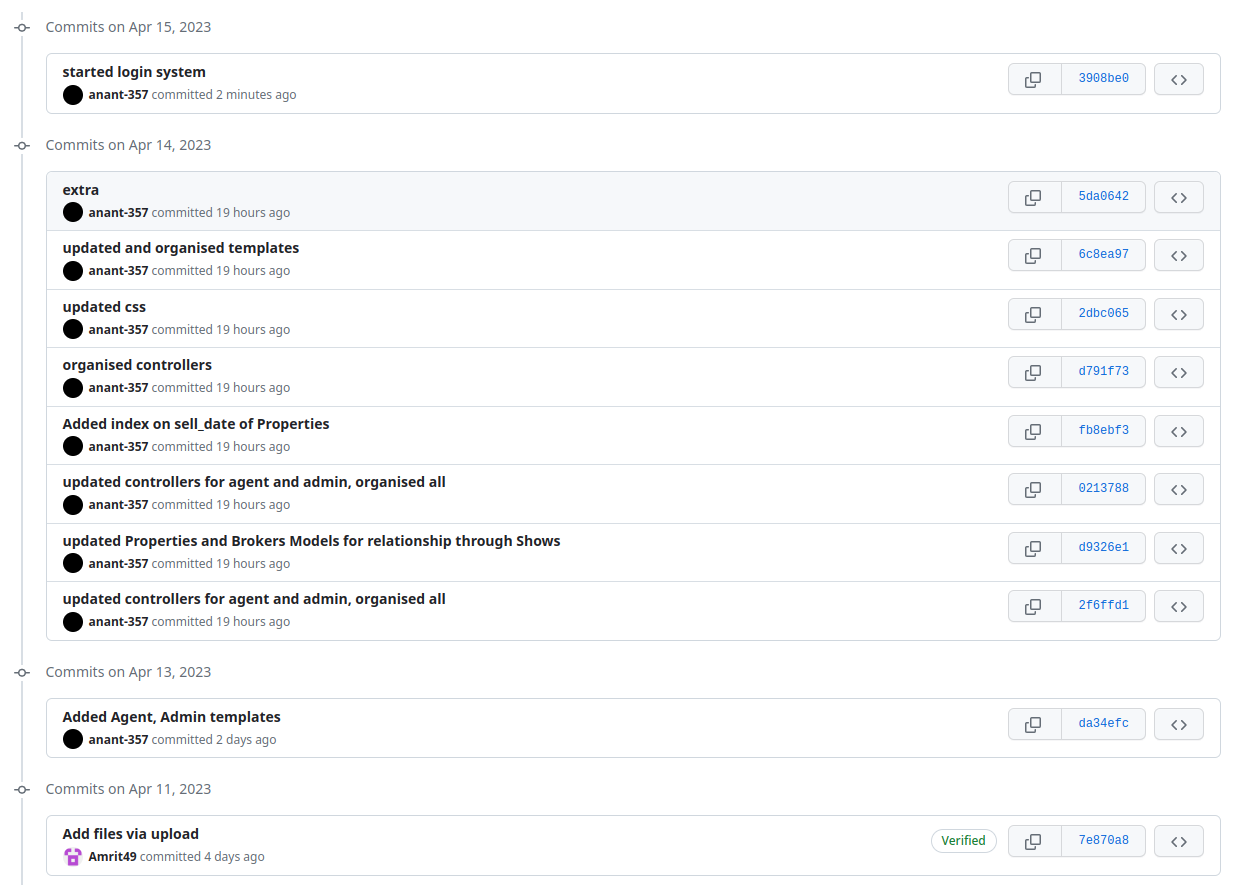 Commits on Apr 15, 2023
started login system
3908be0
anant-357 committed 2 minutes ago
Commits on Apr 14, 2023
extra
5da0642
anant-357 committed 19 hours ago
updated and organised templates
6c8ea97
anant-357 committed 19 hours ago
updated css
2dbc065
anant-357 committed 19 hours ago
organised controllers
d791f73
anant-357 committed 19 hours ago
Added index on sell_date of Properties
fb8ebf3
anant-357 committed 19 hours ago
updated controllers for agent and admin, organised all
0213788
anant-357 committed 19 hours ago
updated Properties and Brokers Models for relationship through Shows
d9326e1
anant-357 committed 19 hours ago
updated controllers for agent and admin, organised all
2f6ffd1
anant-357 committed 19 hours ago
Commits on Apr 13, 2023
Added Agent, Admin templates
da34efc
anant-357 committed 2 days ago
Commits on Apr 11, 2023
Add files via upload
Verified
7e870a8
Amrit49 committed 4 days ago